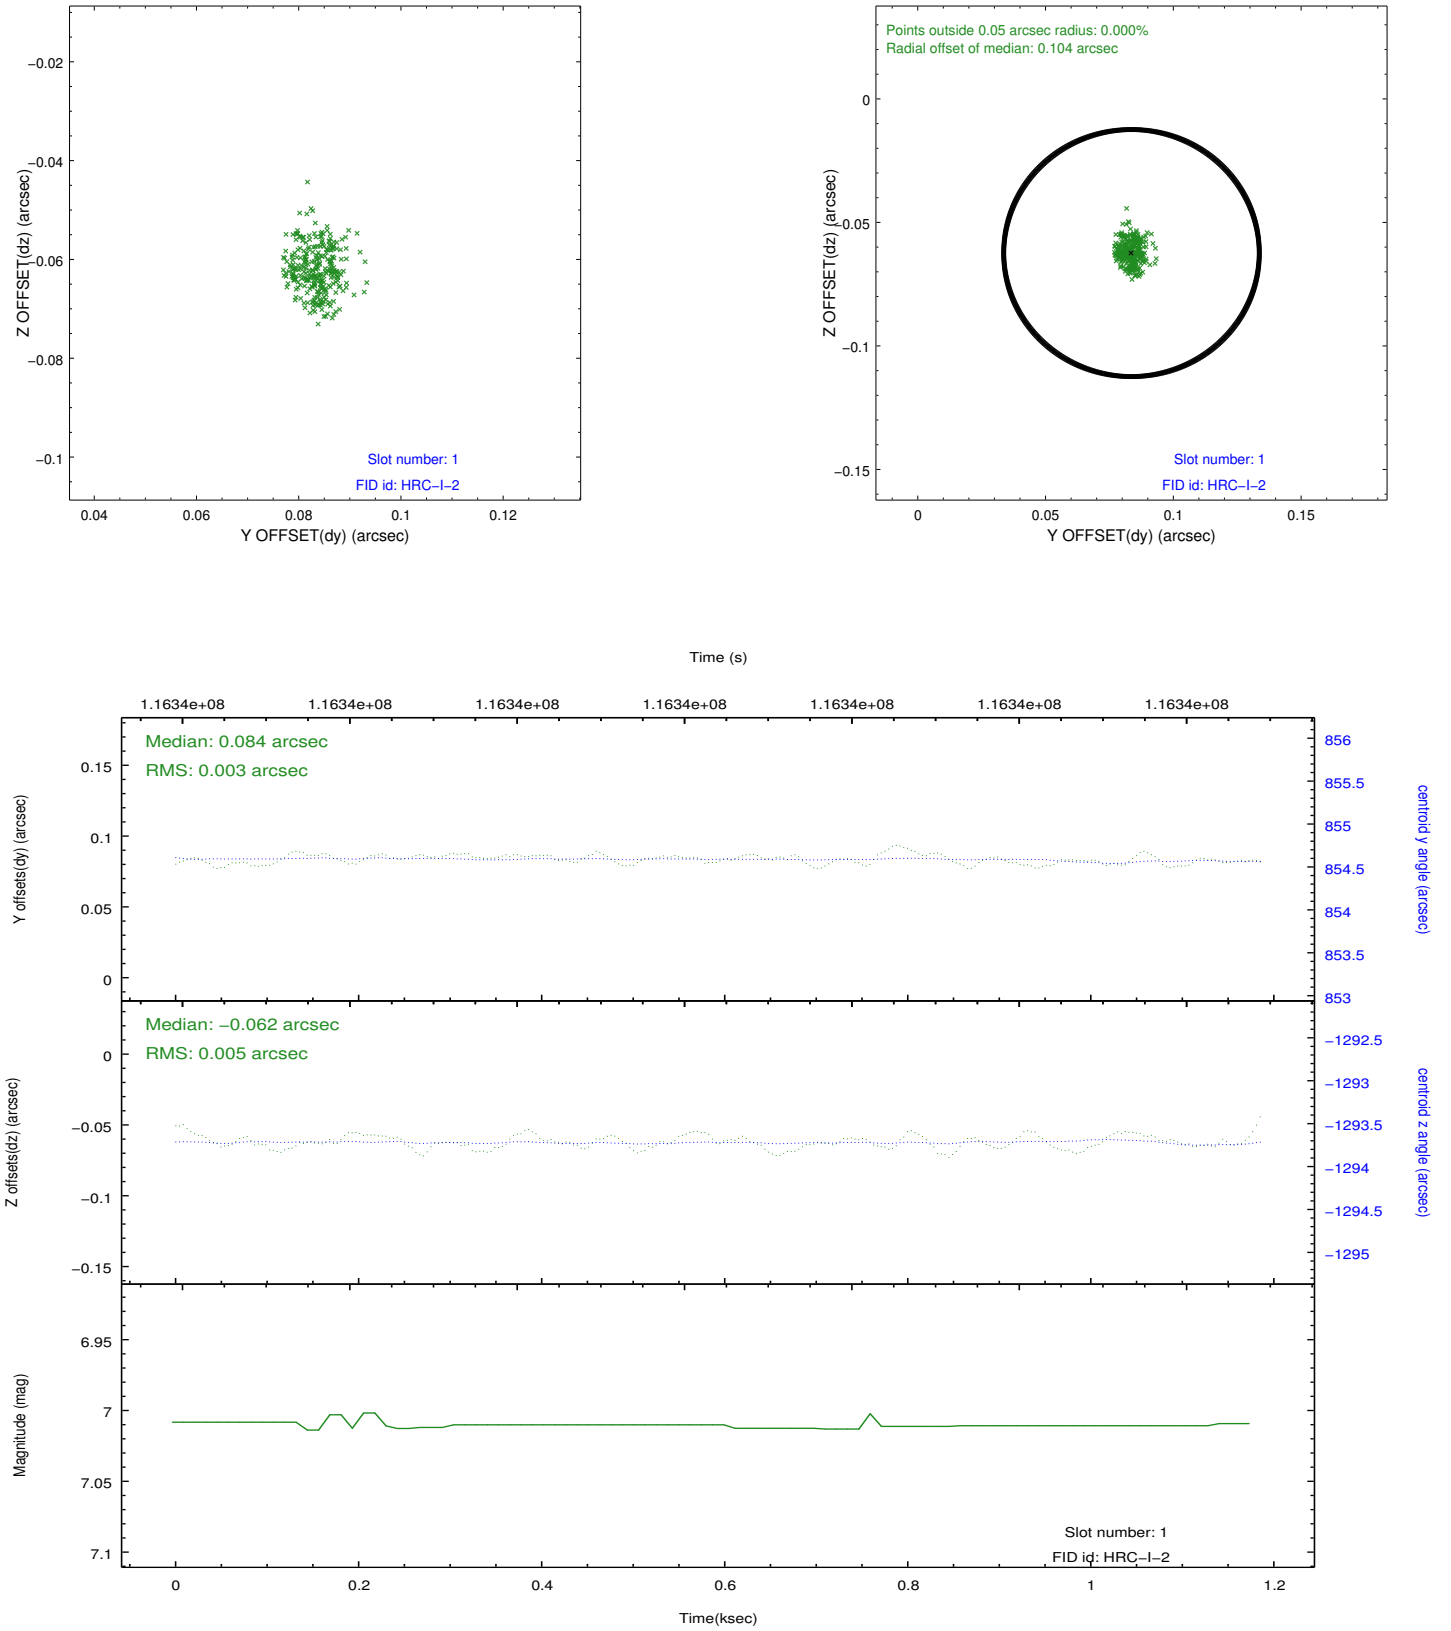 −0.02
−0.04
−0.06
−0.08
−0.1
Z OFFSET(dz) (arcsec)
Slot number: 1
FID id: HRC−I−2
0.04 0.06 0.08 0.1 0.12
Y OFFSET(dy) (arcsec)
Points outside 0.05 arcsec radius: 0.000%
Radial offset of median: 0.104 arcsec
0
−0.05
−0.1
−0.15
Z OFFSET(dz) (arcsec)
Slot number: 1
FID id: HRC−I−2
0 0.05 0.1 0.15
Y OFFSET(dy) (arcsec)
Time (s)
1.1634e+08 1.1634e+08 1.1634e+08 1.1634e+08 1.1634e+08 1.1634e+08 1.1634e+08
Median: 0.084 arcsec
RMS: 0.003 arcsec
0.15
0.1
0.05
0
Y offsets(dy) (arcsec)
856
855.5
855
854.5
854
853.5
853
centroid y angle (arcsec)
Median: −0.062 arcsec
RMS: 0.005 arcsec
0
−0.05
−0.1
−0.15
Z offsets(dz) (arcsec)
−1292.5
−1293
−1293.5
−1294
−1294.5
−1295
centroid z angle (arcsec)
6.95
7
7.05
7.1
Magnitude (mag)
Slot number: 1
FID id: HRC−I−2
0 0.2 0.4 0.6 0.8 1 1.2
Time(ksec)